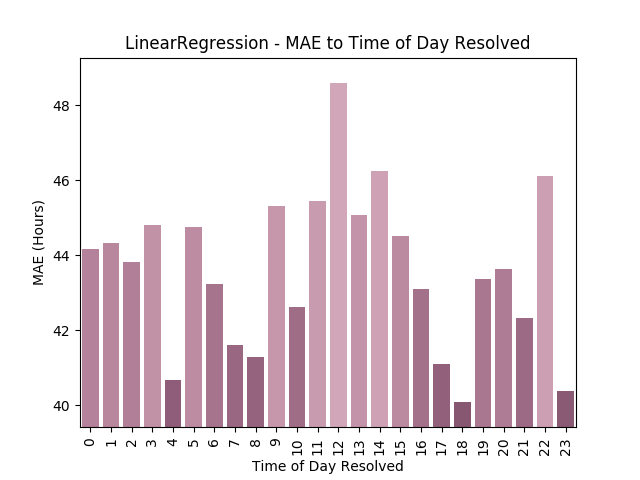 LinearRegression - MAE to Time of Day Resolved
MAE (Hours)
48
46
44
42
40
0 1 2 3 4 5 6 7 8 9 10 11 12 13 14 15 16 17 18 19 20 21 22 23
Time of Day Resolved